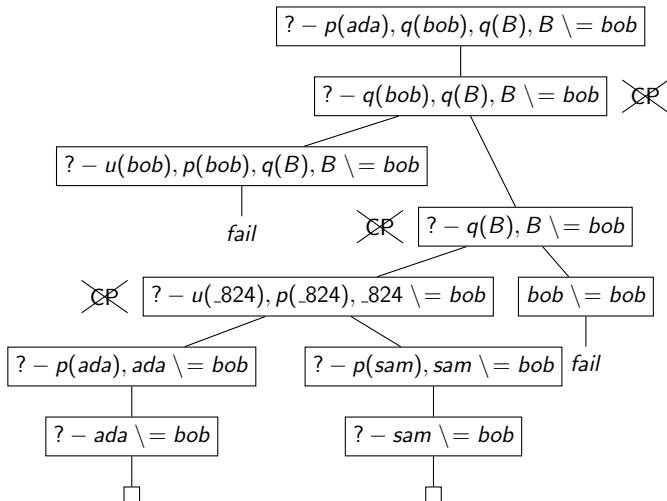 ? − p(ada), q(bob), q(B), B \= bob
? − q(bob), q(B), B \= bob CP
? − u(bob), p(bob), q(B), B \= bob
fail
CP ? − q(B), B \= bob
CP ? − u(_824), p(_824), _824 \= bob bob \= bob
? − p(ada), ada \= bob ? − p(sam), sam \= bob fail
? − ada \= bob ? − sam \= bob